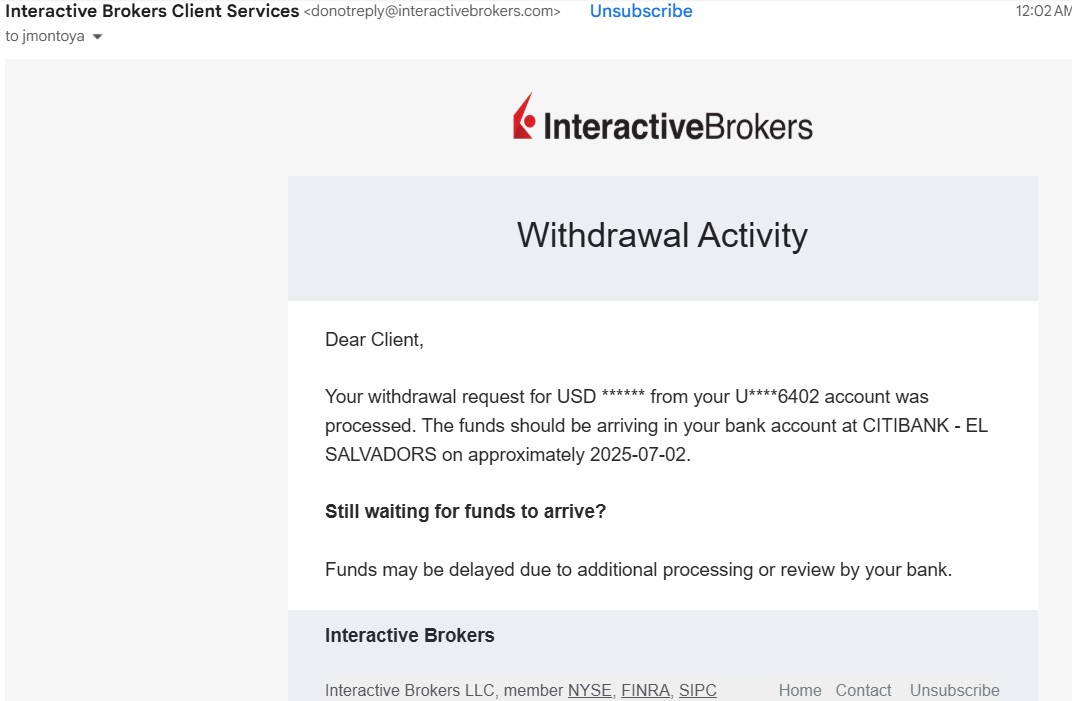 Interactive Brokers Client Services <donotreply@interactivebrokers.com> Unsubscribe 12:02 AM
to jmontoya
InteractiveBrokers
Withdrawal Activity
Dear Client,
Your withdrawal request for USD ****** from your U****6402 account was
processed. The funds should be arriving in your bank account at CITIBANK - EL
SALVADORS on approximately 2025-07-02.
Still waiting for funds to arrive?
Funds may be delayed due to additional processing or review by your bank.
Interactive Brokers
Interactive Brokers LLC, member NYSE, FINRA, SIPC Home Contact Unsubscribe